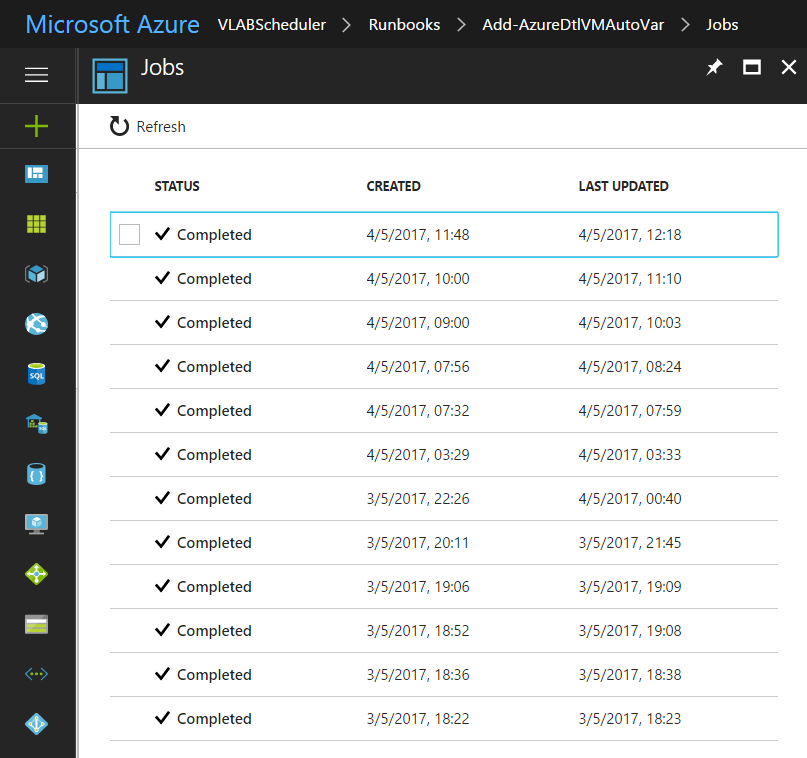 Microsoft Azure VLABScheduler > Runbooks > Add-AzureDtlVMAutoVar > Jobs
Jobs
Refresh
STATUS CREATED LAST UPDATED
Completed 4/5/2017, 11:48 4/5/2017, 12:18
Completed 4/5/2017, 10:00 4/5/2017, 11:10
Completed 4/5/2017, 09:00 4/5/2017, 10:03
Completed 4/5/2017, 07:56 4/5/2017, 08:24
Completed 4/5/2017, 07:32 4/5/2017, 07:59
Completed 4/5/2017, 03:29 4/5/2017, 03:33
Completed 3/5/2017, 22:26 4/5/2017, 00:40
Completed 3/5/2017, 20:11 3/5/2017, 21:45
Completed 3/5/2017, 19:06 3/5/2017, 19:09
Completed 3/5/2017, 18:52 3/5/2017, 19:08
Completed 3/5/2017, 18:36 3/5/2017, 18:38
Completed 3/5/2017, 18:22 3/5/2017, 18:23
SQL